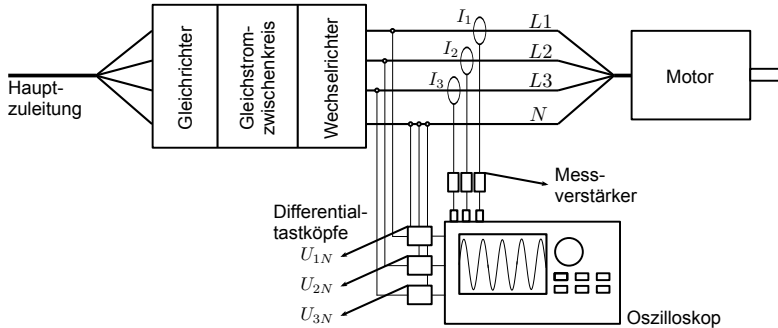 Haupt-
zuleitung
Gleichrichter
Gleichstrom-
zwischenkreis
Wechselrichter
I1
I2
I3
L1
L2
L3
N
Motor
Mess-
verstärker
Differential-
tastköpfe
U1N
U2N
U3N
Oszilloskop